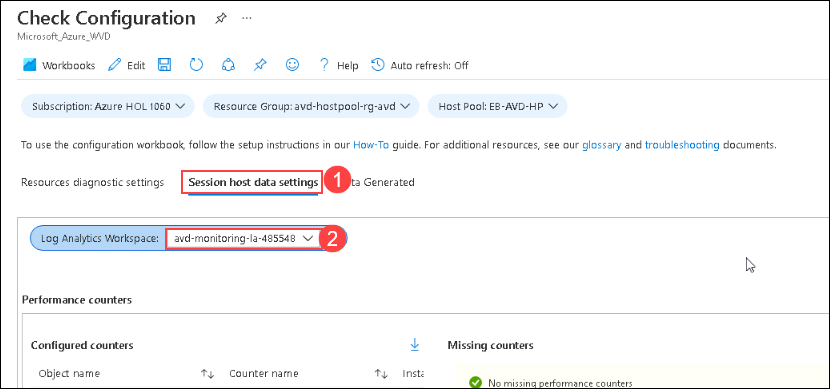 Check Configuration
Microsoft_Azure_WVD
Workbooks Edit ? Help Auto refresh: Off
Subscription: Azure HOL 1060 Resource Group: avd-hostpool-rg-avd Host Pool: EB-AVD-HP
To use the configuration workbook, follow the setup instructions in our How-To guide. For additional resources, see our glossary and troubleshooting documents.
Resources diagnostic settings Session host data settings 1 ta Generated
Log Analytics Workspace: avd-monitoring-la-485548 2
Performance counters
Configured counters Missing counters
Object name Counter name Insta
No missing performance counters